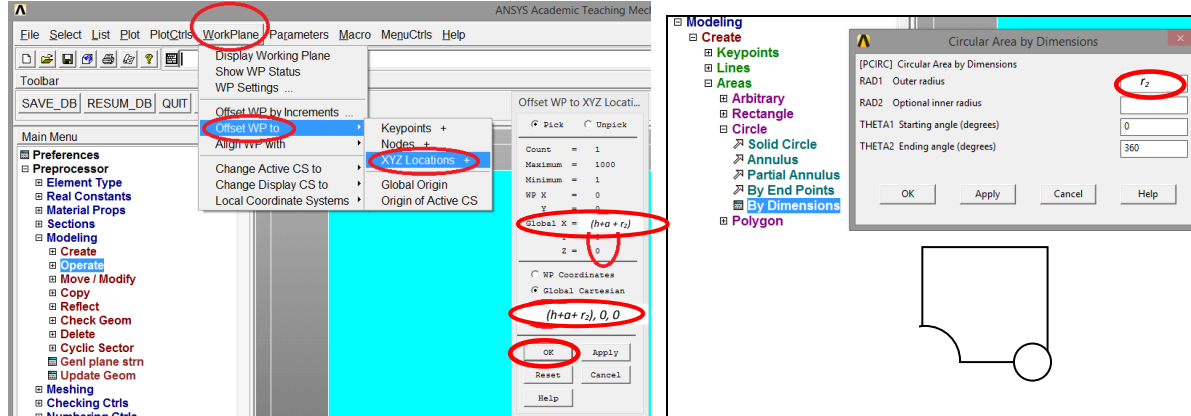 ANSYS Academic Teaching Mech
File Select List Plot PlotCtrls WorkPlane Parameters Macro MenuCtrls Help
Toolbar
SAVE_DB RESUM_DB QUIT
Main Menu
Preferences
Preprocessor
Element Type
Real Constants
Material Props
Sections
Modeling
Create
Operate
Move / Modify
Copy
Reflect
Check Geom
Delete
Cyclic Sector
Genl plane strn
Update Geom
Meshing
Checking Ctrls
Numbering Ctrls
Display Working Plane
Show WP Status
WP Settings ...
Offset WP by Increments ...
Offset WP to
Align WP with
Change Active CS to
Change Display CS to
Local Coordinate Systems
Keypoints +
Nodes +
XYZ Locations +
Global Origin
Origin of Active CS
Offset WP to XYZ Locati...
Pick Unpick
Count = 1
Maximum = 1000
Minimum = 1
WP X = 0
Y = 0
Global X = (h+a + r₂)
Y = 0
Z = 0
WP Coordinates
Global Cartesian
(h+a+ r₂), 0, 0
OK Apply
Reset Cancel
Help
Modeling
Create
Keypoints
Lines
Areas
Arbitrary
Rectangle
Circle
Solid Circle
Annulus
Partial Annulus
By End Points
By Dimensions
Polygon
Circular Area by Dimensions
[PCIRC] Circular Area by Dimensions
RAD1 Outer radius r₂
RAD2 Optional inner radius
THETA1 Starting angle (degrees) 0
THETA2 Ending angle (degrees) 360
OK Apply Cancel Help